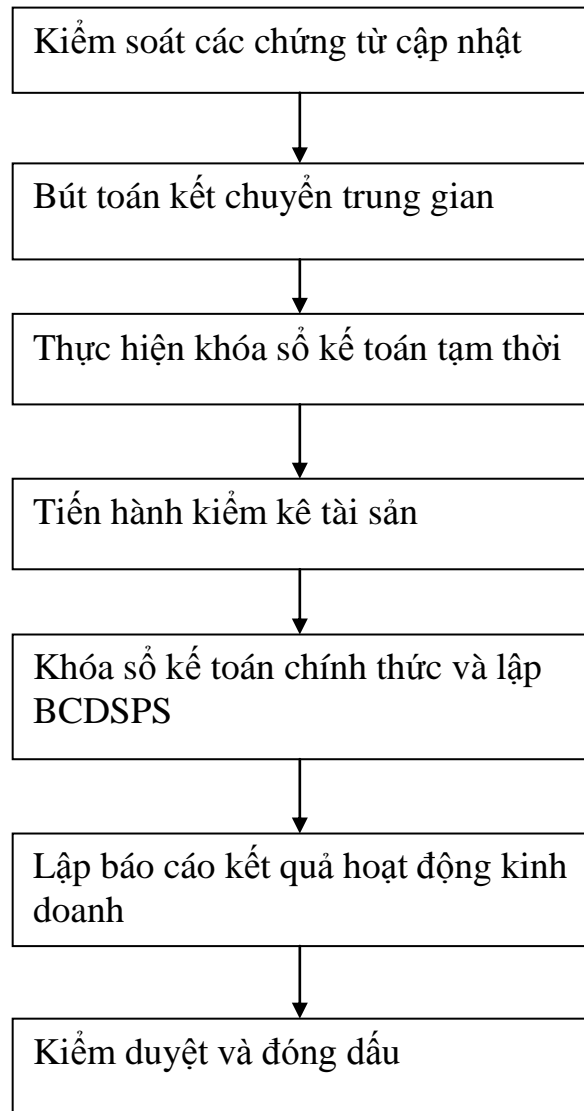 Kiểm soát các chứng từ cập nhật
Bút toán kết chuyển trung gian
Thực hiện khóa sổ kế toán tạm thời
Tiến hành kiểm kê tài sản
Khóa sổ kế toán chính thức và lập
BCDSPS
Lập báo cáo kết quả hoạt động kinh
doanh
Kiểm duyệt và đóng dấu